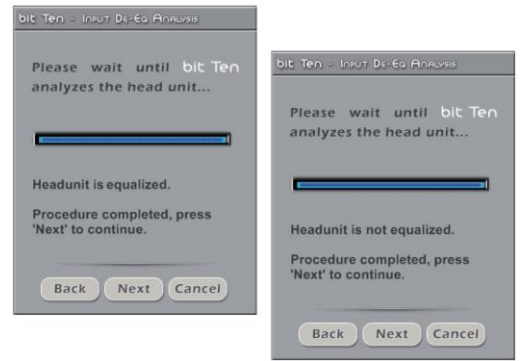 bit Ten - Input De-Eq Analysis
Please wait until bit Ten
analyzes the head unit...
Headunit is equalized.
Procedure completed, press
'Next' to continue.
Back Next Cancel
bit Ten - Input De-Eq Analysis
Please wait until bit Ten
analyzes the head unit...
Headunit is not equalized.
Procedure completed, press
'Next' to continue.
Back Next Cancel